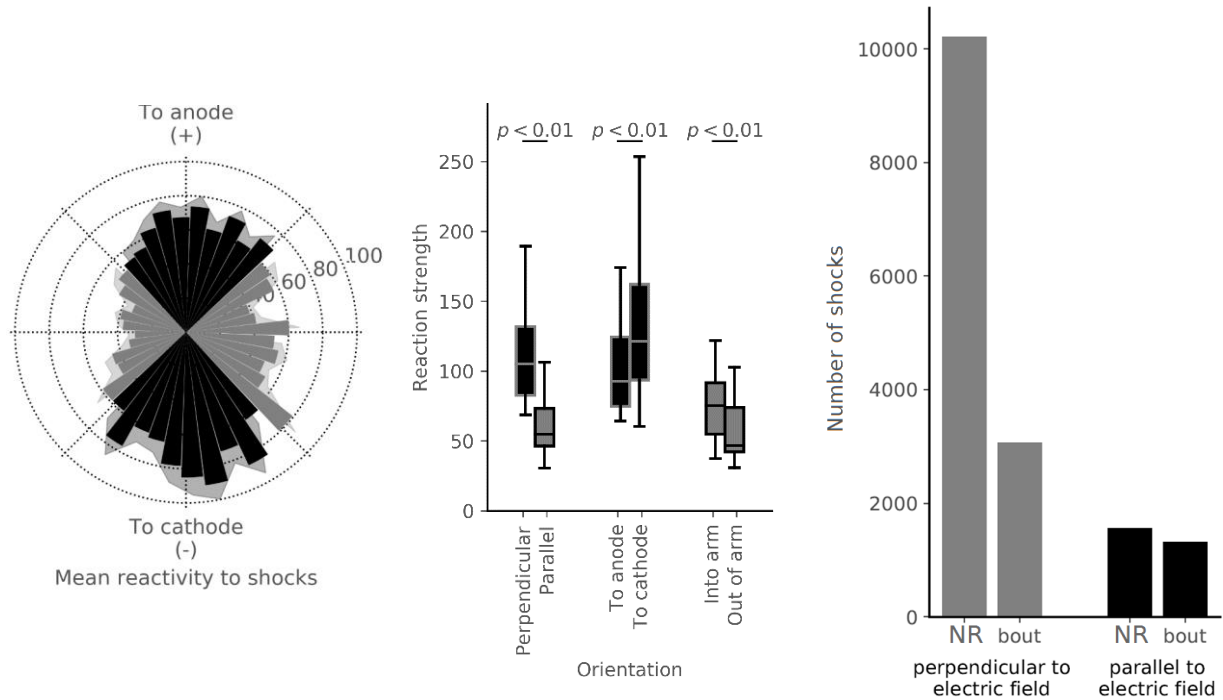 To anode
(+)
60
80
100
To cathode
(-)
Mean reactivity to shocks
p < 0.01
p < 0.01
p < 0.01
Reaction strength
250
200
150
100
50
0
Perpendicular
Parallel
To anode
To cathode
Into arm
Out of arm
Orientation
Number of shocks
10000
8000
6000
4000
2000
0
NR
bout
NR
bout
perpendicular to
electric field
parallel to
electric field